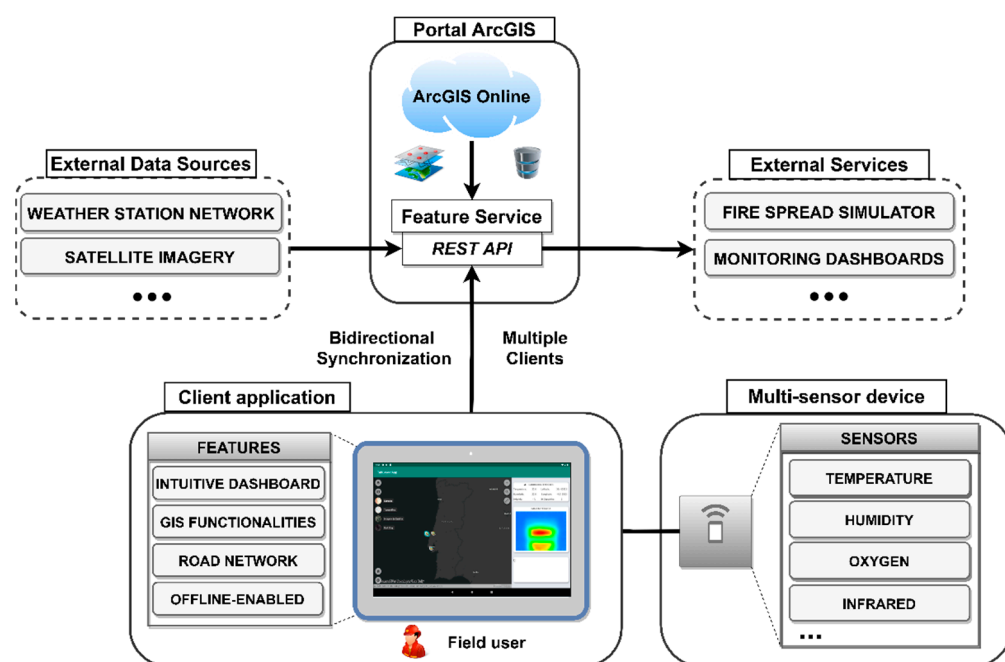 Portal ArcGIS
ArcGIS Online
External Data Sources
External Services
WEATHER STATION NETWORK
FIRE SPREAD SIMULATOR
Feature Service
REST API
SATELLITE IMAGERY
MONITORING DASHBOARDS
Bidirectional
Synchronization
Multiple
Clients
Client application
Multi-sensor device
FEATURES
INTUITIVE DASHBOARD
GIS FUNCTIONALITIES
ROAD NETWORK
OFFLINE-ENABLED
Field user
SENSORS
TEMPERATURE
HUMIDITY
OXYGEN
INFRARED
...